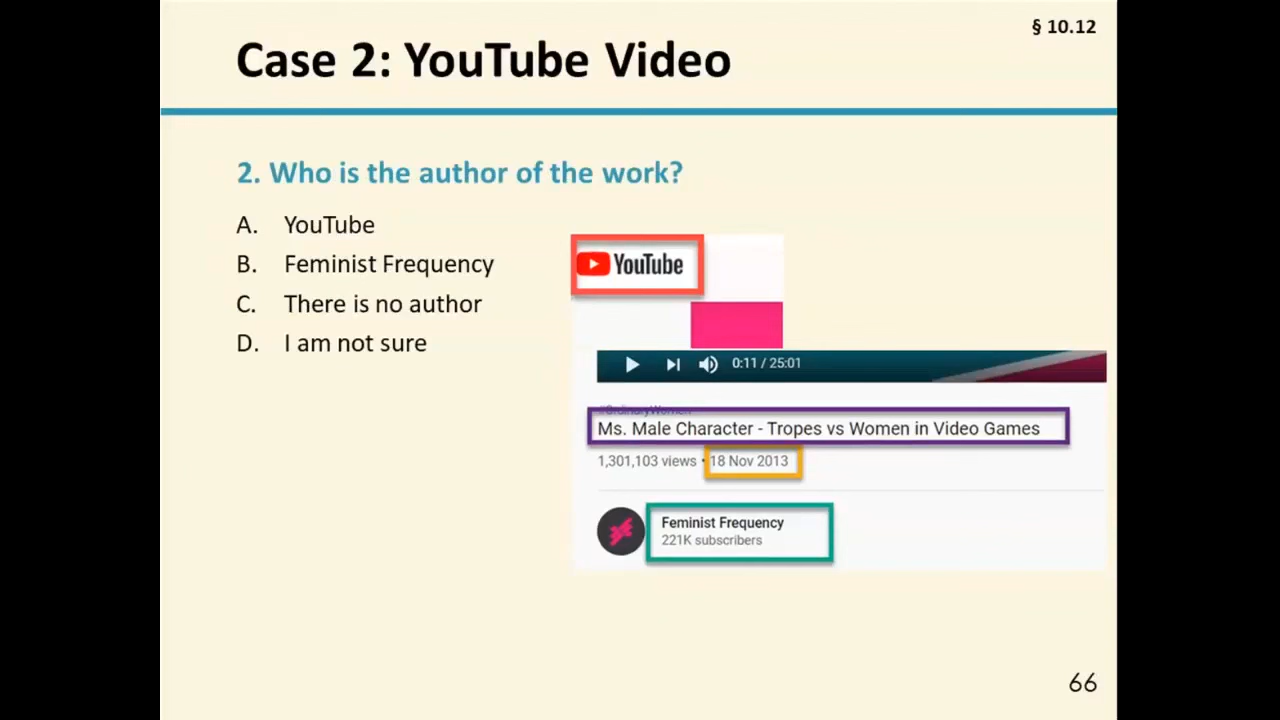 § 10.12
Case 2: YouTube Video
2. Who is the author of the work?
A. YouTube
B. Feminist Frequency
C. There is no author
D. I am not sure
YouTube
0:11 / 25:01
#OrdinaryWomen
Ms. Male Character - Tropes vs Women in Video Games
1,301,103 views • 18 Nov 2013
Feminist Frequency
221K subscribers
66